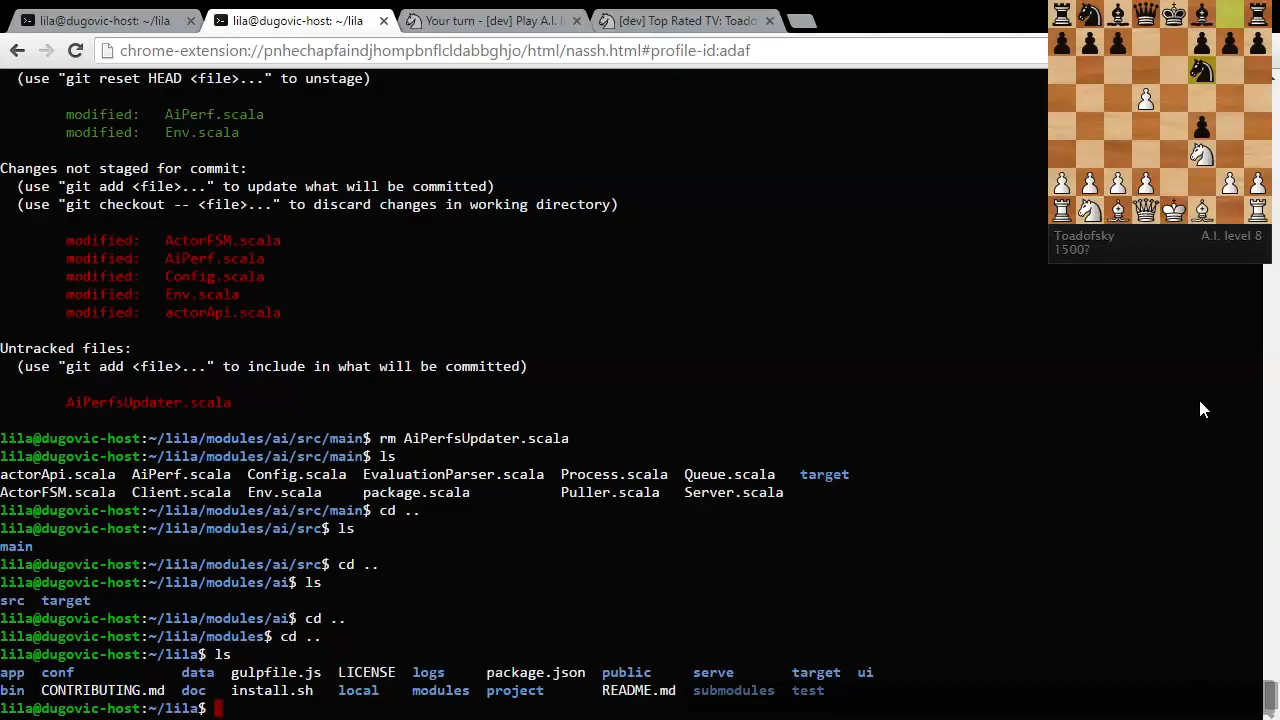 lila@dugovic-host: ~/lila
lila@dugovic-host: ~/lila
Your turn - [dev] Play A.I. l
[dev] Top Rated TV: Toado
chrome-extension://pnhechapfaindjhompbnflcldabbghjo/html/nassh.html#profile-id:adaf
(use "git reset HEAD <file>..." to unstage)
modified: AiPerf.scala
modified: Env.scala
Changes not staged for commit:
(use "git add <file>..." to update what will be committed)
(use "git checkout -- <file>..." to discard changes in working directory)
modified: ActorFSM.scala
modified: AiPerf.scala
modified: Config.scala
modified: Env.scala
modified: actorApi.scala
Untracked files:
(use "git add <file>..." to include in what will be committed)
AiPerfsUpdater.scala
lila@dugovic-host:~/lila/modules/ai/src/main$ rm AiPerfsUpdater.scala
lila@dugovic-host:~/lila/modules/ai/src/main$ ls
actorApi.scala AiPerf.scala Config.scala EvaluationParser.scala Process.scala Queue.scala target
ActorFSM.scala Client.scala Env.scala package.scala Puller.scala Server.scala
lila@dugovic-host:~/lila/modules/ai/src/main$ cd ..
lila@dugovic-host:~/lila/modules/ai/src$ ls
main
lila@dugovic-host:~/lila/modules/ai/src$ cd ..
lila@dugovic-host:~/lila/modules/ai$ ls
src target
lila@dugovic-host:~/lila/modules/ai$ cd ..
lila@dugovic-host:~/lila/modules$ cd ..
lila@dugovic-host:~/lila$ ls
app conf data gulpfile.js LICENSE logs package.json public serve target ui
bin CONTRIBUTING.md doc install.sh local modules project README.md submodules test
lila@dugovic-host:~/lila$
Toadofsky A.I. level 8
1500?